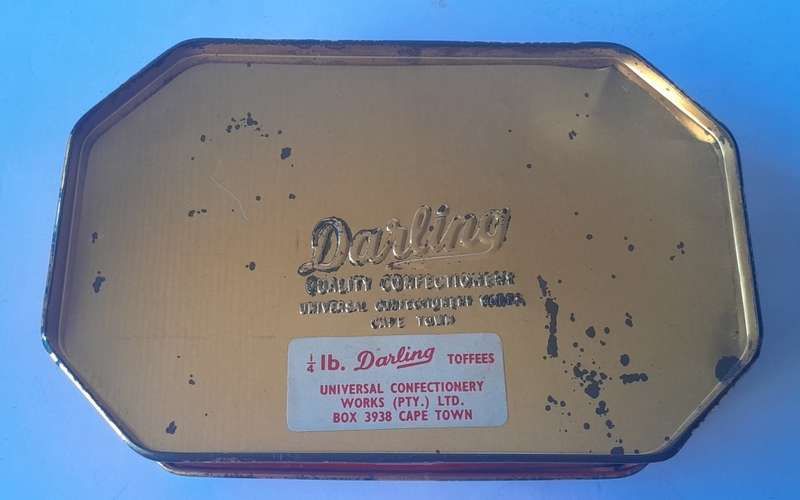 Darling
QUALITY CONFECTIONERY
UNIVERSAL CONFECTIONERY WORKS
CAPE TOWN
¼ lb. Darling TOFFEES
UNIVERSAL CONFECTIONERY
WORKS (PTY.) LTD.
BOX 3938 CAPE TOWN